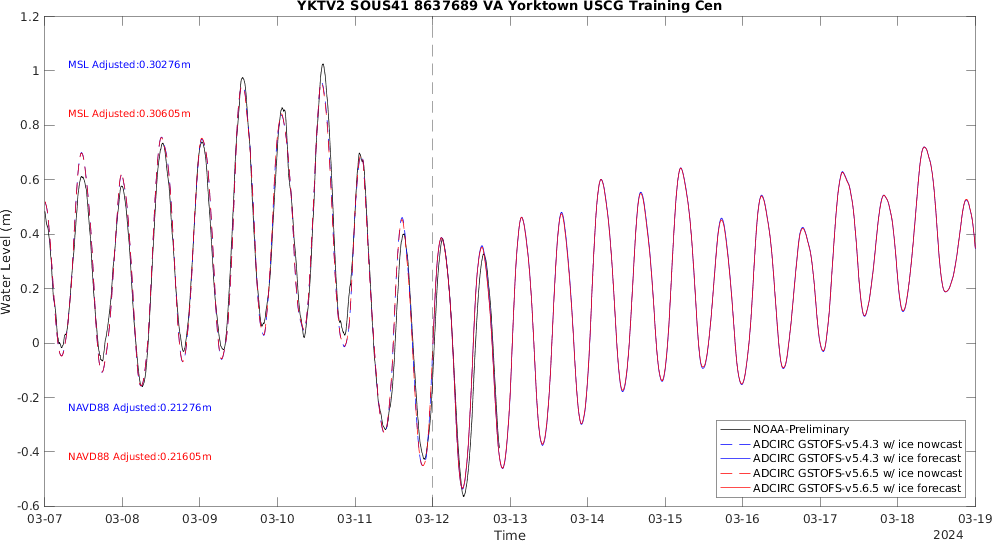 YKTV2 SOUS41 8637689 VA Yorktown USCG Training Cen
1.2
1
0.8
0.6
0.4
0.2
0
-0.2
-0.4
-0.6
Water Level (m)
MSL Adjusted:0.30276m
MSL Adjusted:0.30605m
NAVD88 Adjusted:0.21276m
NAVD88 Adjusted:0.21605m
NOAA-Preliminary
ADCIRC GSTOFS-v5.4.3 w/ ice nowcast
ADCIRC GSTOFS-v5.4.3 w/ ice forecast
ADCIRC GSTOFS-v5.6.5 w/ ice nowcast
ADCIRC GSTOFS-v5.6.5 w/ ice forecast
03-07 03-08 03-09 03-10 03-11 03-12 03-13 03-14 03-15 03-16 03-17 03-18 03-19
Time
2024